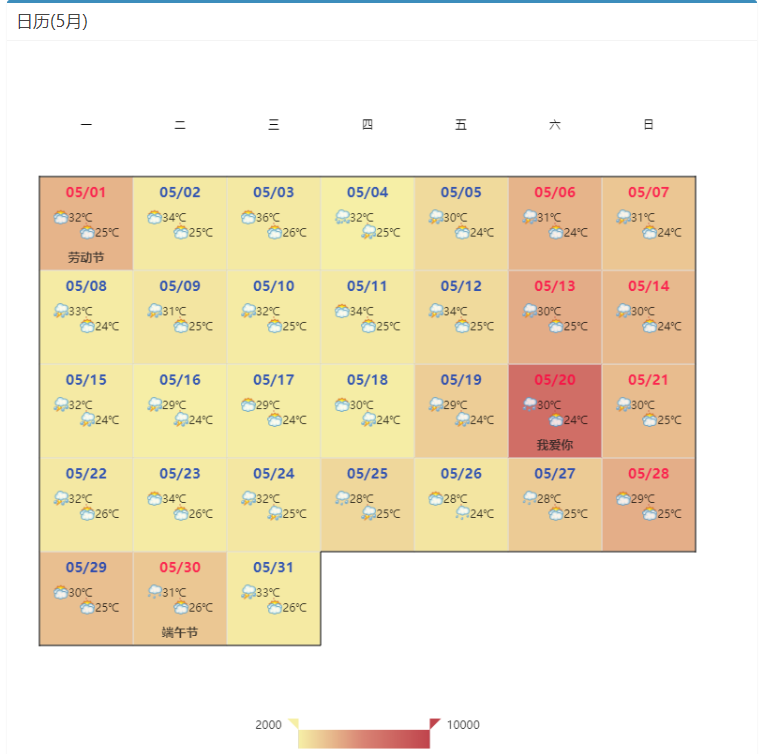 日历(5月)
一 二 三 四 五 六 日
05/01 05/02 05/03 05/04 05/05 05/06 05/07
32℃ 34℃ 36℃ 32℃ 30℃ 31℃ 31℃
25℃ 25℃ 26℃ 25℃ 24℃ 24℃ 24℃
劳动节
05/08 05/09 05/10 05/11 05/12 05/13 05/14
33℃ 31℃ 32℃ 34℃ 34℃ 30℃ 30℃
24℃ 25℃ 25℃ 25℃ 25℃ 25℃ 24℃
05/15 05/16 05/17 05/18 05/19 05/20 05/21
32℃ 29℃ 29℃ 30℃ 29℃ 30℃ 30℃
24℃ 24℃ 24℃ 24℃ 24℃ 24℃ 25℃
我爱你
05/22 05/23 05/24 05/25 05/26 05/27 05/28
32℃ 34℃ 32℃ 28℃ 28℃ 28℃ 29℃
26℃ 26℃ 25℃ 25℃ 24℃ 25℃ 25℃
05/29 05/30 05/31
30℃ 31℃ 33℃
25℃ 26℃ 26℃
端午节
2000 10000